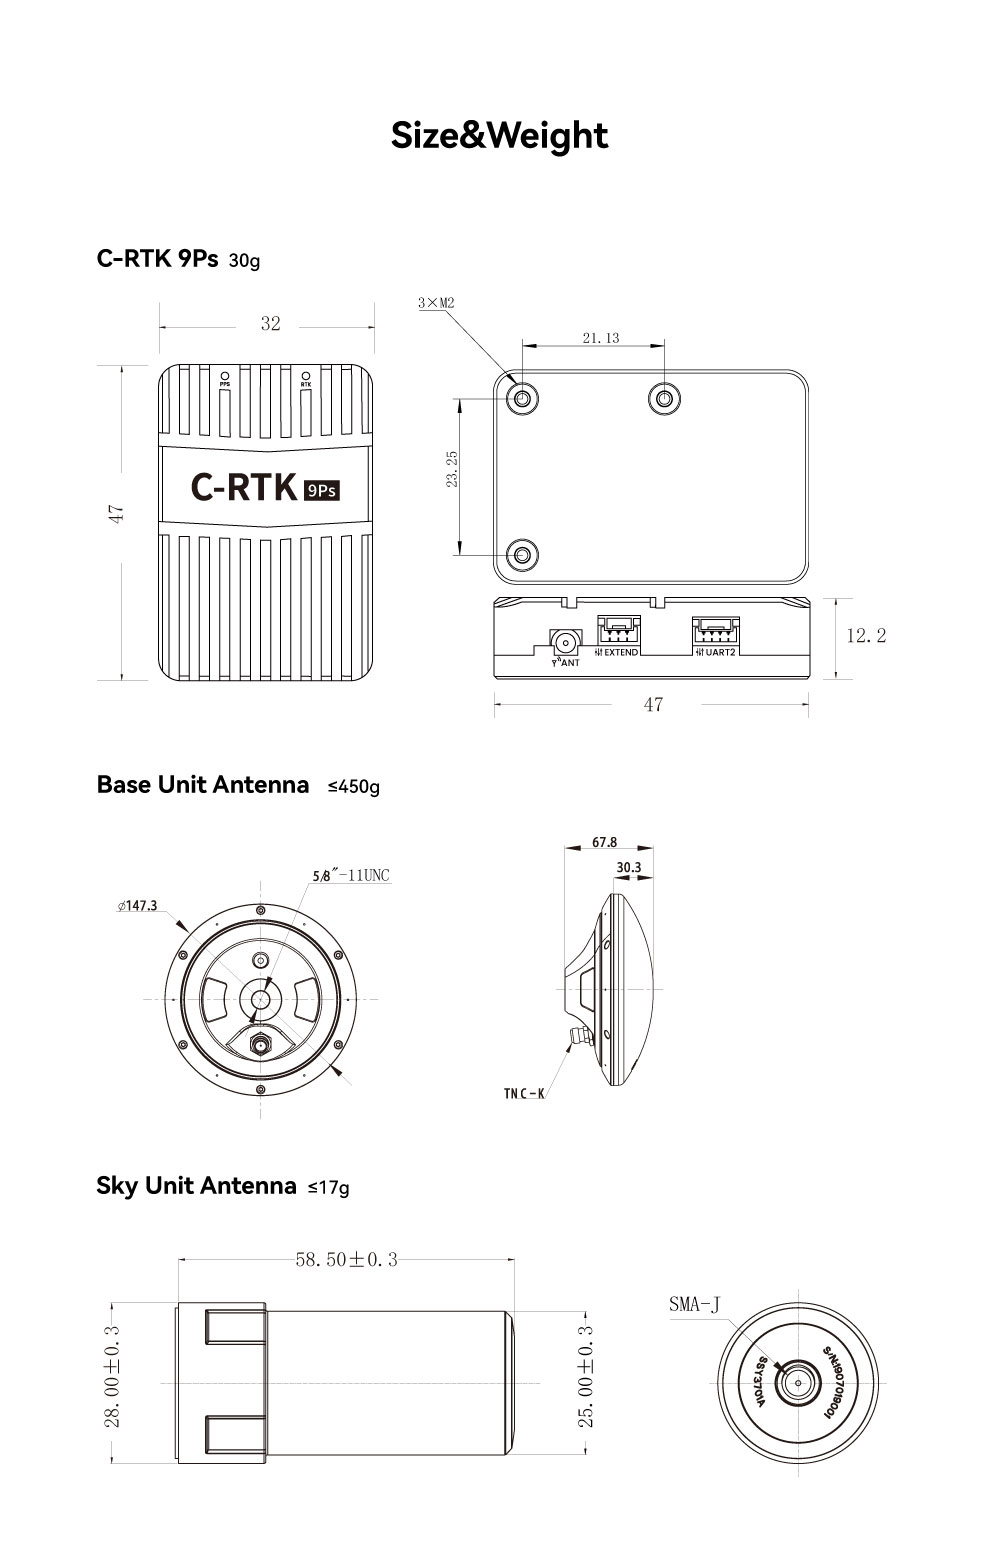 Size&Weight
C-RTK 9Ps 30g
3×M2
32
21.13
PPS
RTK
C-RTK 9Ps
23.25
47
12.2
ANT
EXTEND
UART2
47
Base Unit Antenna ≤450g
67.8
30.3
5/8″-11UNC
⌀147.3
TNC-K
Sky Unit Antenna ≤17g
58.50±0.3
SMA-J
28.00±0.3
25.00±0.3
SSY3701A
S/N:1907019001